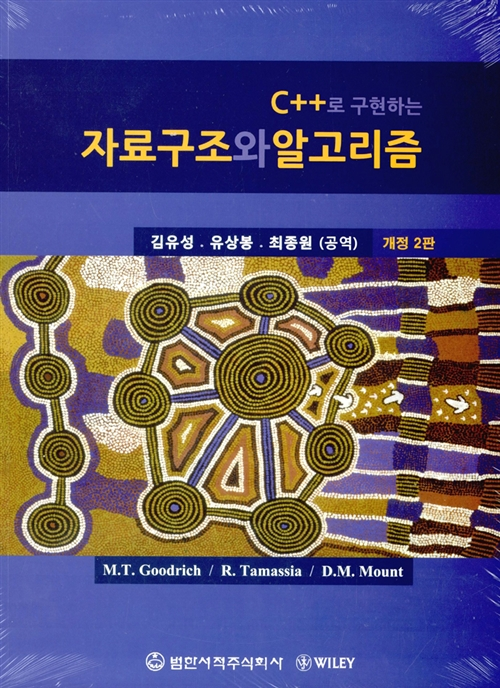 C++로 구현하는
자료구조와알고리즘
김유성 . 유상봉 . 최종원 (공역) 개정 2판
M.T. Goodrich / R. Tamassia / D.M. Mount
범한서적주식회사 WILEY